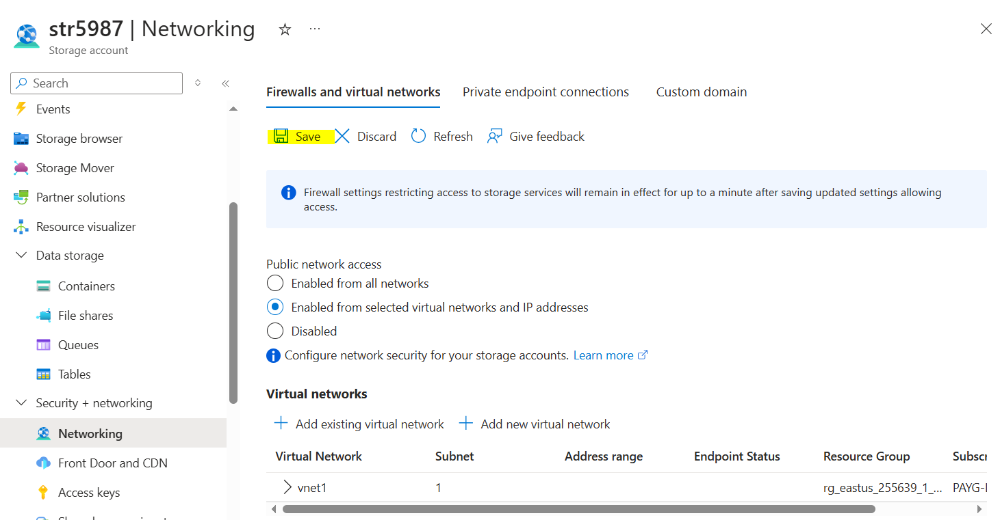 str5987 | Networking
Storage account
Search
Events
Storage browser
Storage Mover
Partner solutions
Resource visualizer
Data storage
Containers
File shares
Queues
Tables
Security + networking
Networking
Front Door and CDN
Access keys
Firewalls and virtual networks Private endpoint connections Custom domain
Save Discard Refresh Give feedback
Firewall settings restricting access to storage services will remain in effect for up to a minute after saving updated settings allowing
access.
Public network access
Enabled from all networks
Enabled from selected virtual networks and IP addresses
Disabled
Configure network security for your storage accounts. Learn more
Virtual networks
Add existing virtual network Add new virtual network
Virtual Network Subnet Address range Endpoint Status Resource Group Subscr
vnet1 1 rg_eastus_255639_1_... PAYG-